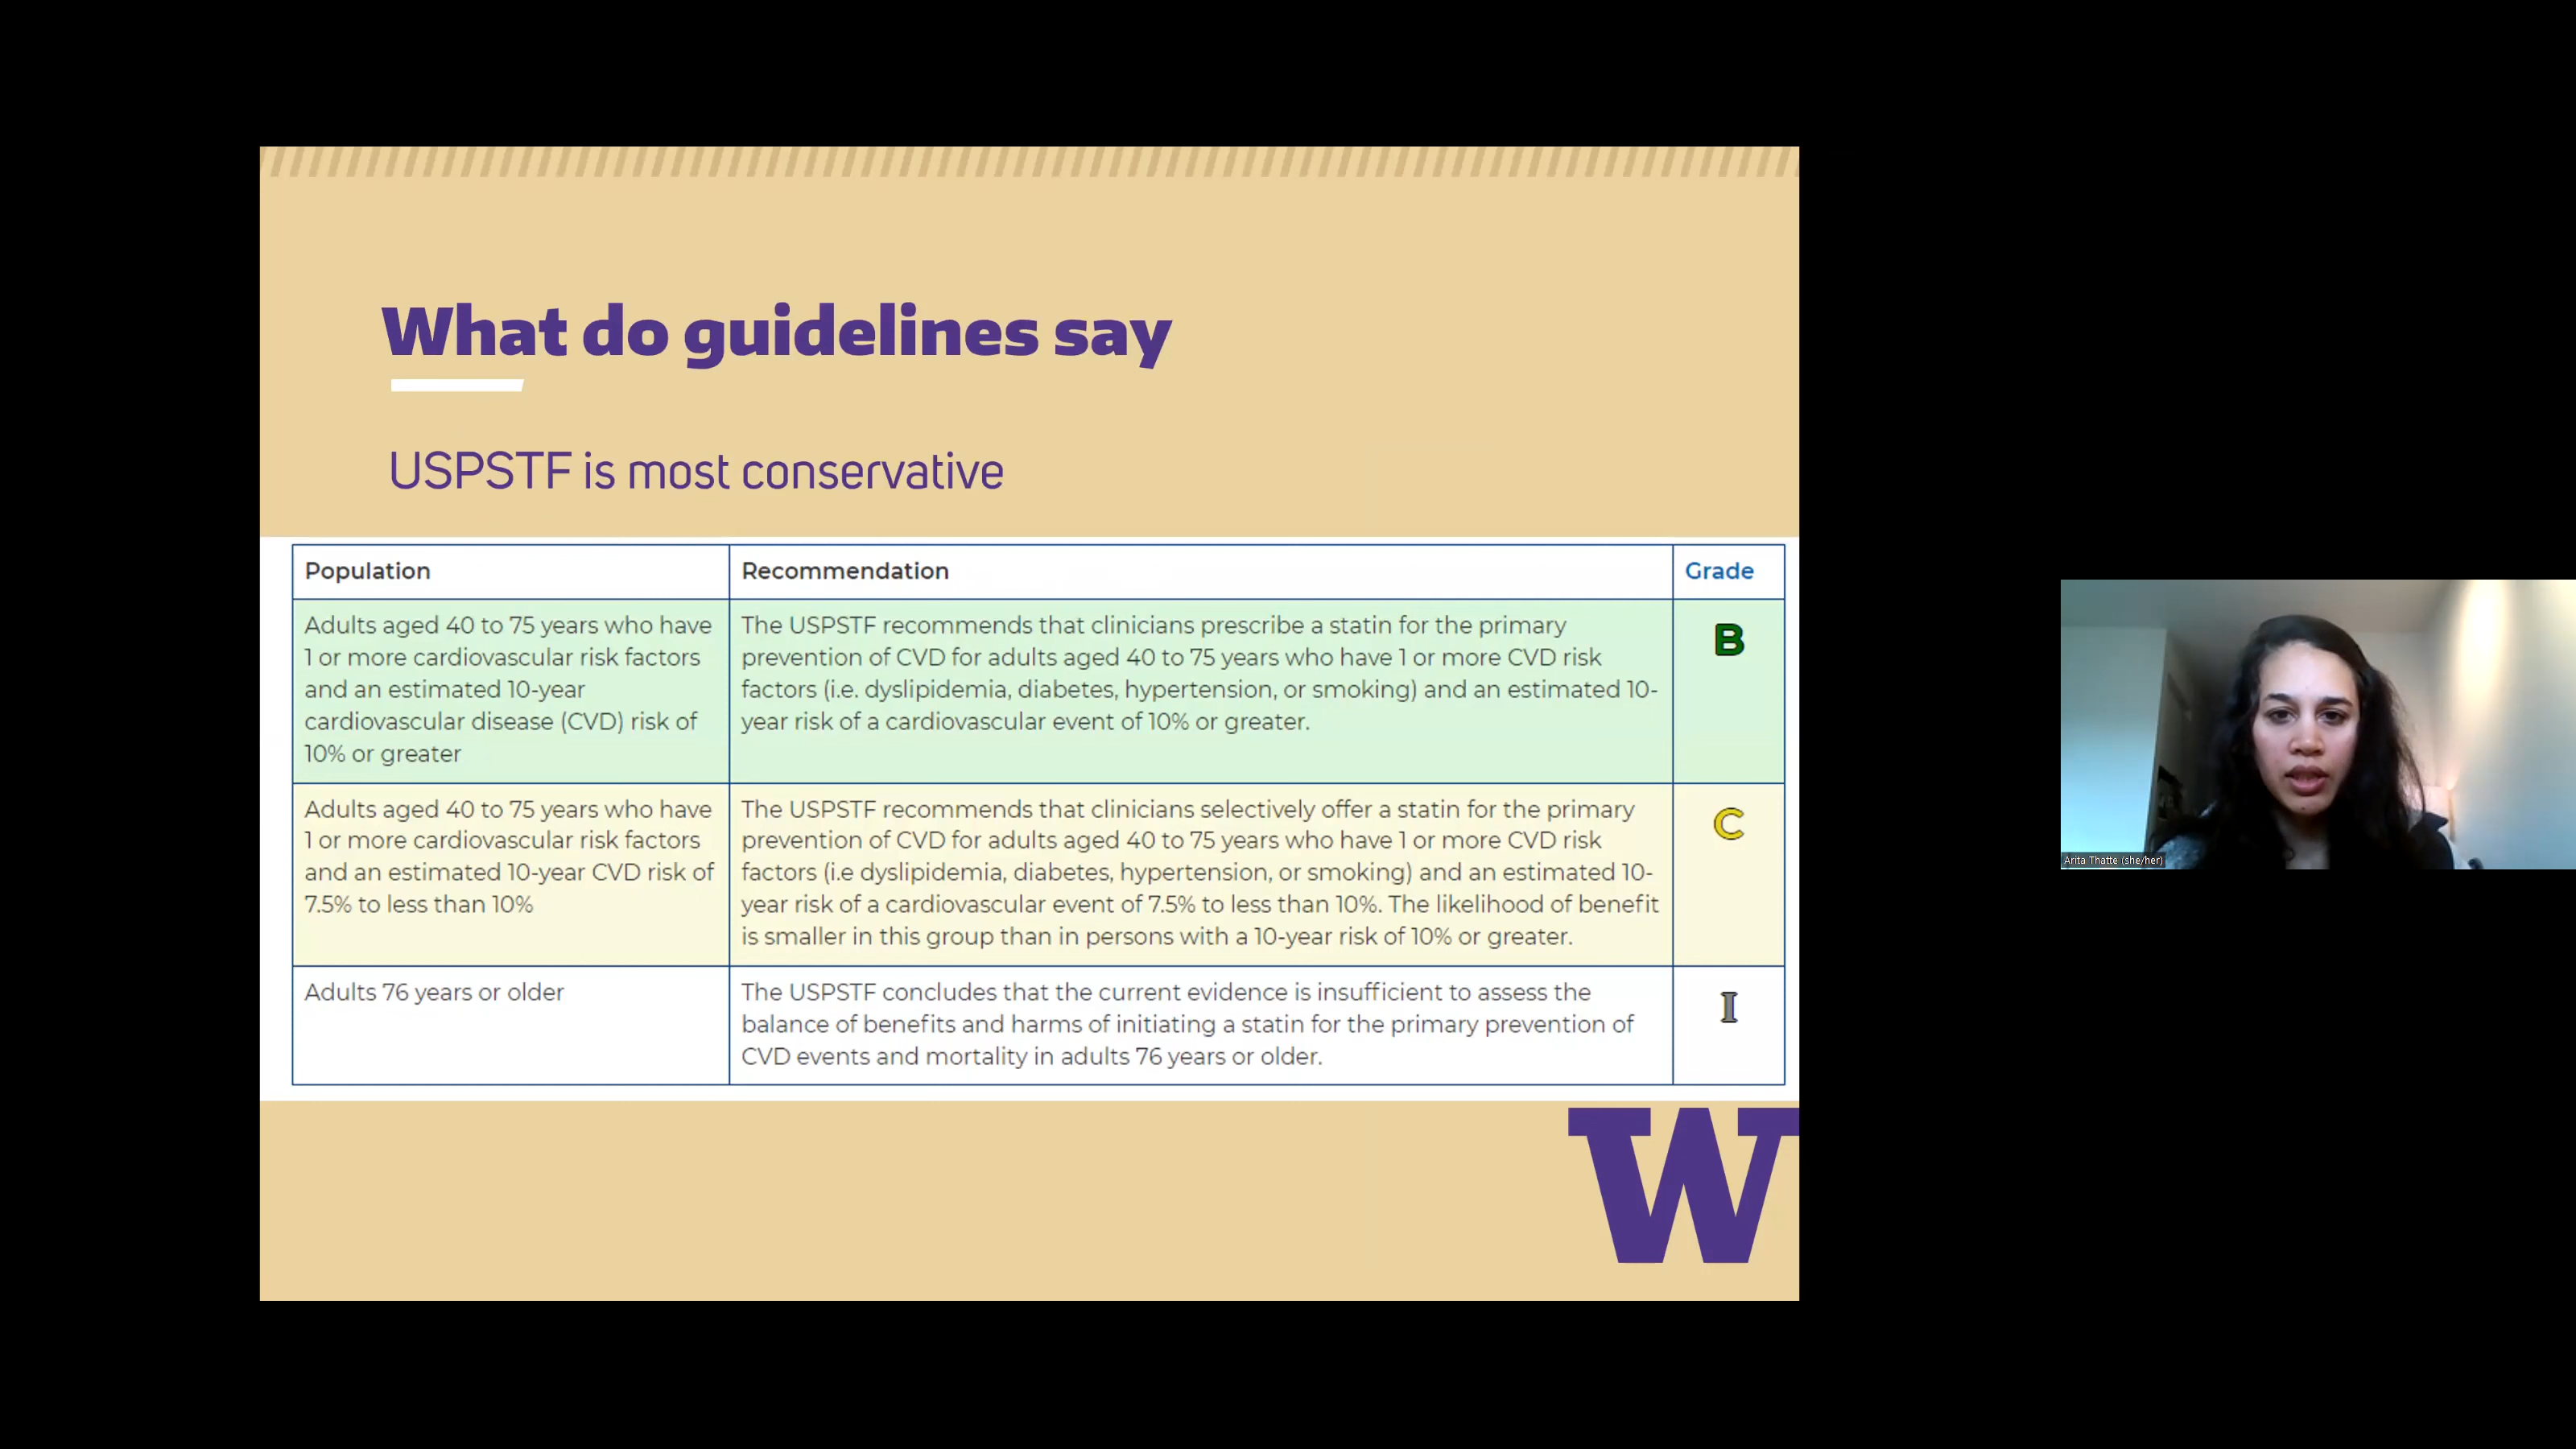 What do guidelines say
USPSTF is most conservative
Population
Recommendation
Grade
Adults aged 40 to 75 years who have
1 or more cardiovascular risk factors
and an estimated 10-year
cardiovascular disease (CVD) risk of
10% or greater
The USPSTF recommends that clinicians prescribe a statin for the primary
prevention of CVD for adults aged 40 to 75 years who have 1 or more CVD risk
factors (i.e. dyslipidemia, diabetes, hypertension, or smoking) and an estimated 10-
year risk of a cardiovascular event of 10% or greater.
B
Adults aged 40 to 75 years who have
1 or more cardiovascular risk factors
and an estimated 10-year CVD risk of
7.5% to less than 10%
The USPSTF recommends that clinicians selectively offer a statin for the primary
prevention of CVD for adults aged 40 to 75 years who have 1 or more CVD risk
factors (i.e dyslipidemia, diabetes, hypertension, or smoking) and an estimated 10-
year risk of a cardiovascular event of 7.5% to less than 10%. The likelihood of benefit
is smaller in this group than in persons with a 10-year risk of 10% or greater.
C
Adults 76 years or older
The USPSTF concludes that the current evidence is insufficient to assess the
balance of benefits and harms of initiating a statin for the primary prevention of
CVD events and mortality in adults 76 years or older.
I
W
Arita Thatte (she/her)